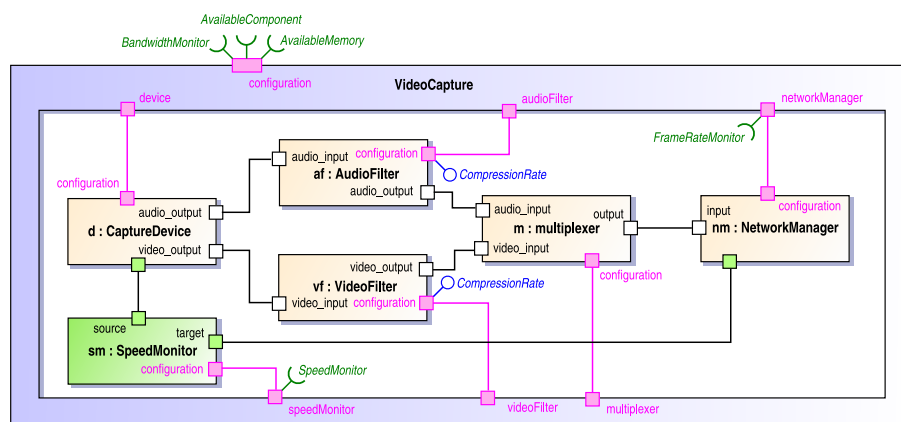 AvailableComponent
BandwidthMonitor
AvailableMemory
configuration
VideoCapture
device
audioFilter
networkManager
FrameRateMonitor
audio_input
configuration
af : AudioFilter
audio_output
CompressionRate
configuration
audio_output
d : CaptureDevice
video_output
audio_input
output
m : multiplexer
video_input
configuration
configuration
input
nm : NetworkManager
video_output
vf : VideoFilter
video_input
configuration
CompressionRate
source
target
sm : SpeedMonitor
configuration
SpeedMonitor
speedMonitor
videoFilter
multiplexer